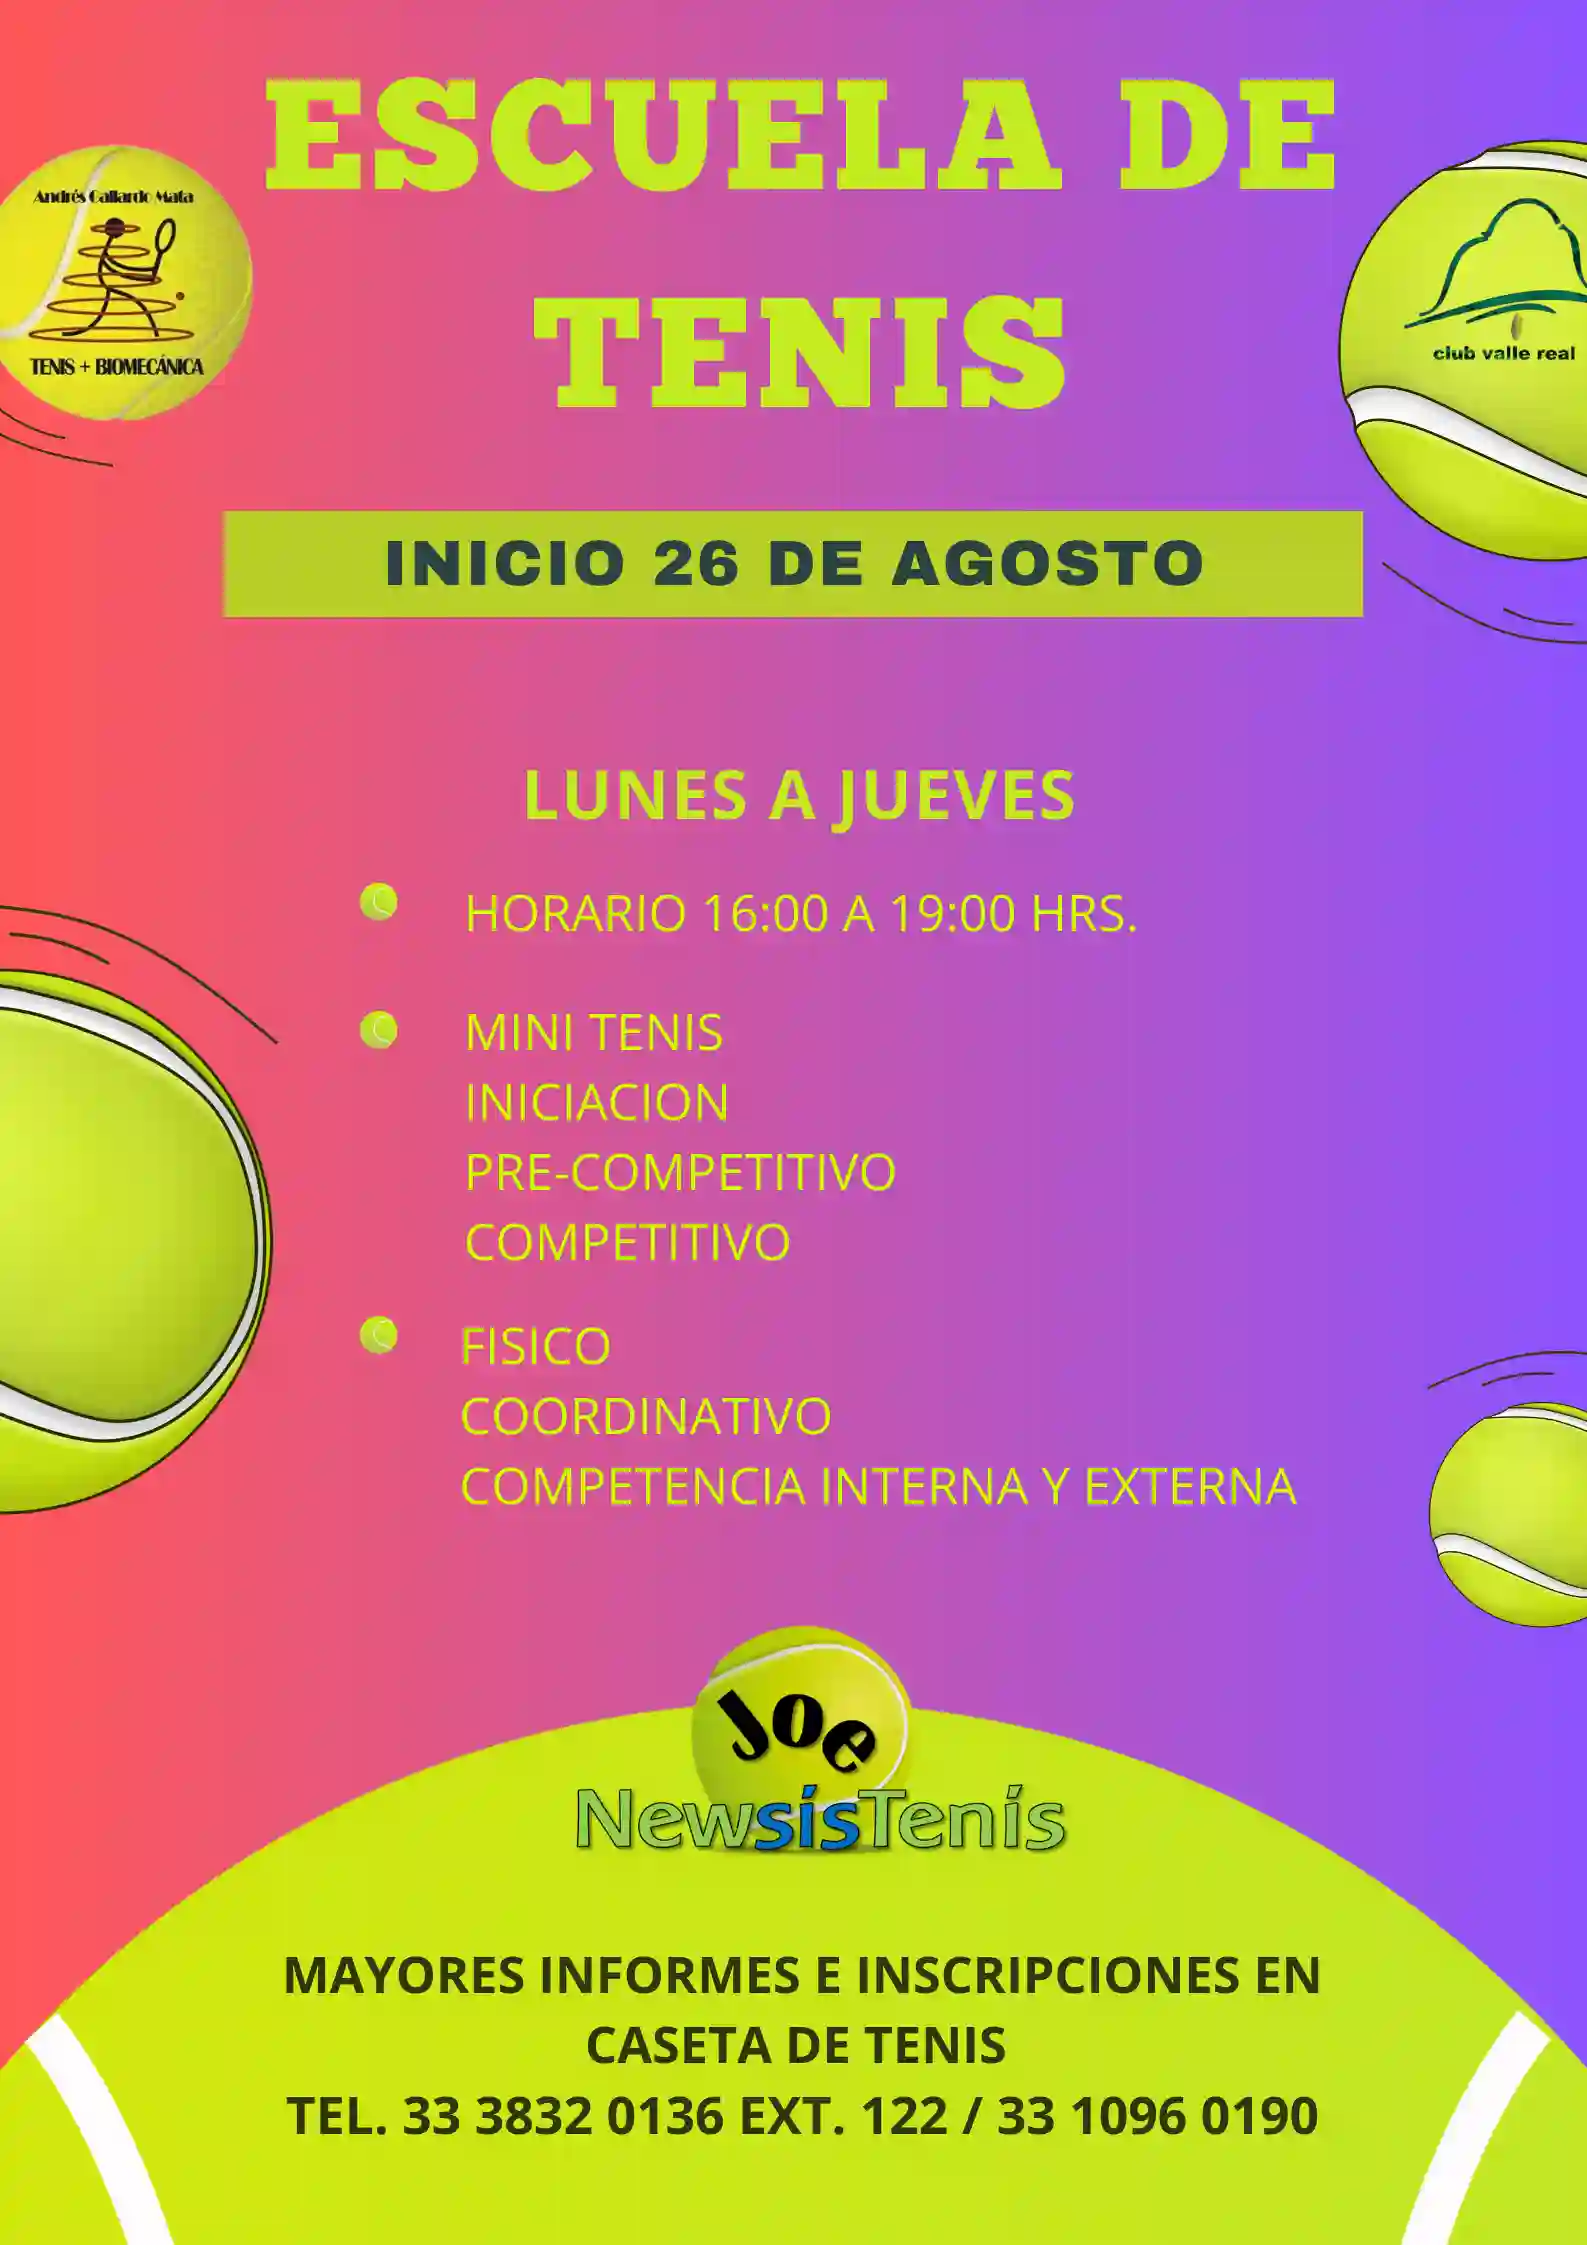 ESCUELA DE
TENIS
Andrés Gallardo Mata
TENIS + BIOMECÁNICA
club valle real
INICIO 26 DE AGOSTO
LUNES A JUEVES
HORARIO 16:00 A 19:00 HRS.
MINI TENIS
INICIACION
PRE-COMPETITIVO
COMPETITIVO
FISICO
COORDINATIVO
COMPETENCIA INTERNA Y EXTERNA
Joe
NewsisTenis
MAYORES INFORMES E INSCRIPCIONES EN
CASETA DE TENIS
TEL. 33 3832 0136 EXT. 122 / 33 1096 0190